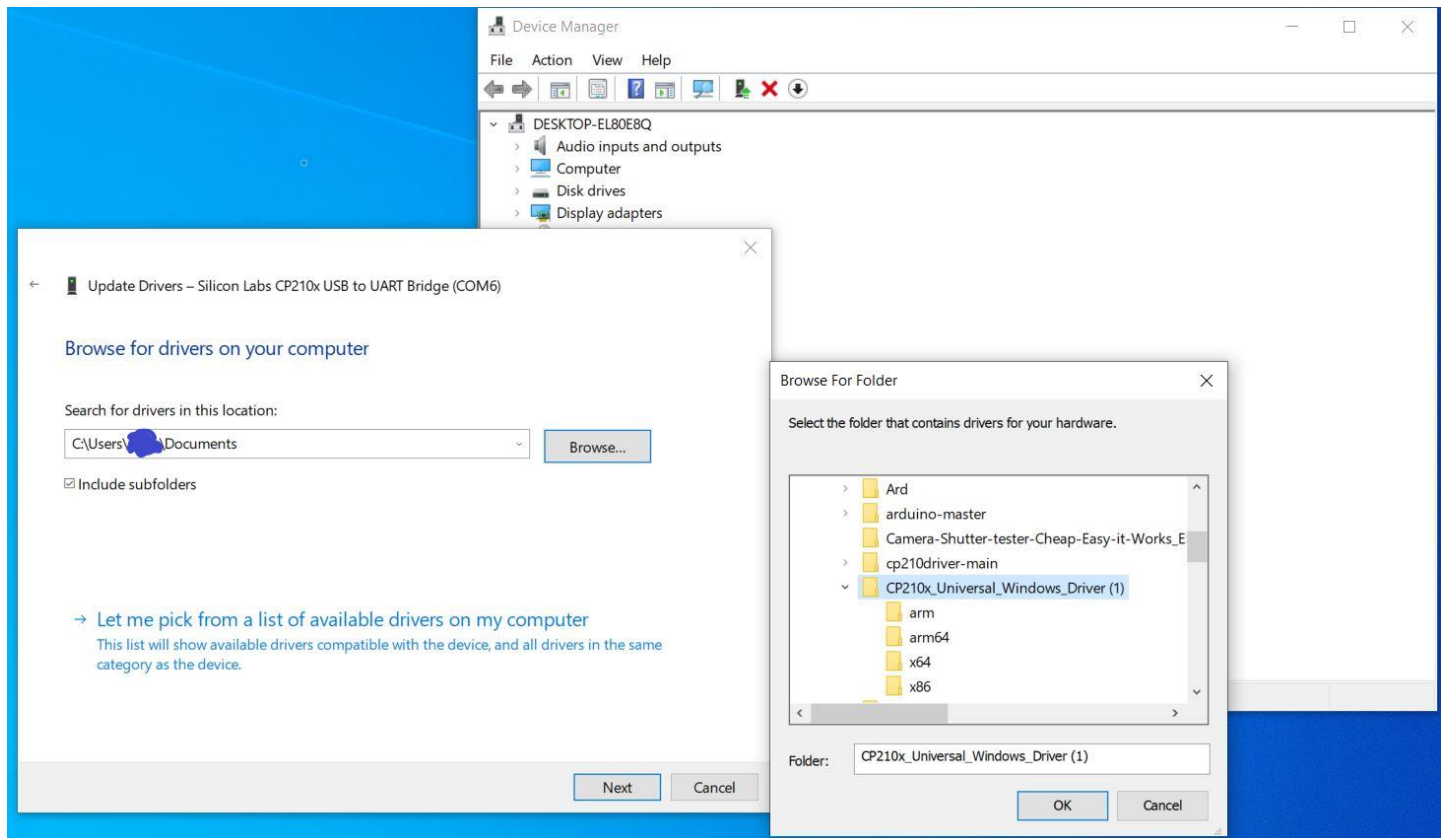 Device Manager
File Action View Help
DESKTOP-EL80E8Q
Audio inputs and outputs
Computer
Disk drives
Display adapters
Update Drivers – Silicon Labs CP210x USB to UART Bridge (COM6)
Browse for drivers on your computer
Search for drivers in this location:
C:\Users\ \Documents
Browse...
Include subfolders
Let me pick from a list of available drivers on my computer
This list will show available drivers compatible with the device, and all drivers in the same
category as the device.
Next Cancel
Browse For Folder
Select the folder that contains drivers for your hardware.
Ard
arduino-master
Camera-Shutter-tester-Cheap-Easy-it-Works_E
cp210driver-main
CP210x_Universal_Windows_Driver (1)
arm
arm64
x64
x86
Folder: CP210x_Universal_Windows_Driver (1)
OK Cancel